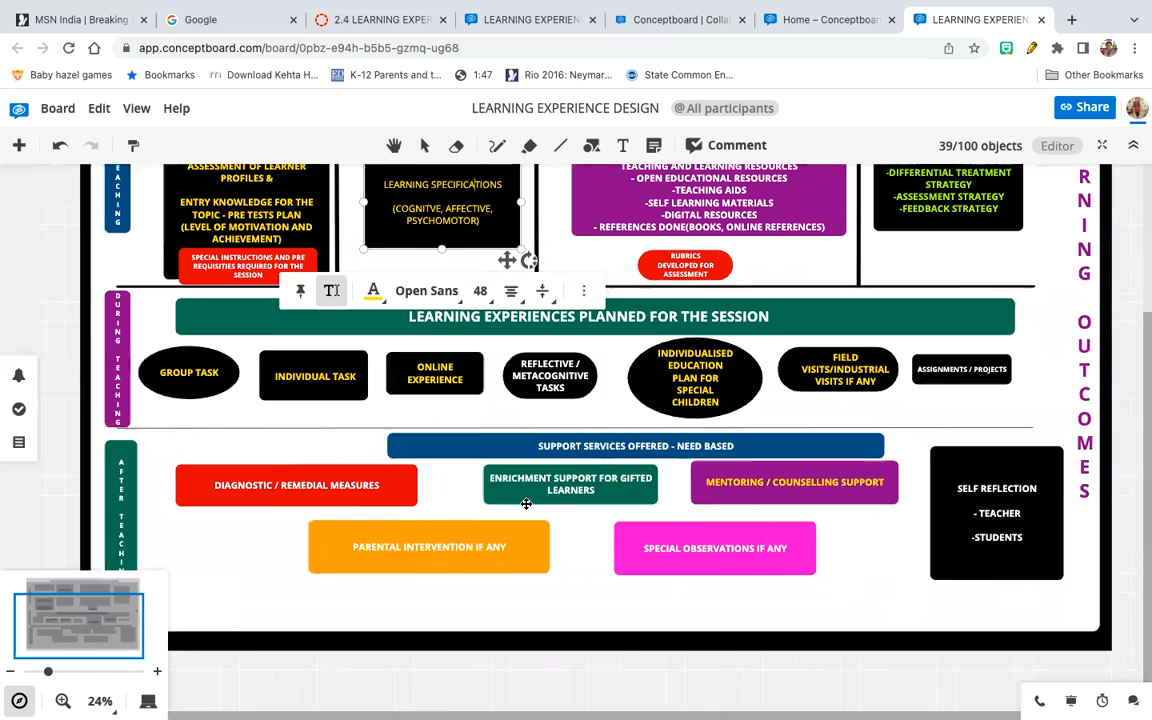 MSN India | Breaking
Google
2.4 LEARNING EXPER
LEARNING EXPERIEN
Conceptboard | Colla
Home – Conceptboar
LEARNING EXPERIEN
app.conceptboard.com/board/0pbz-e94h-b5b5-gzmq-ug68
Baby hazel games
Bookmarks
Download Kehta H...
K-12 Parents and t...
1:47
Rio 2016: Neymar...
State Common En...
Other Bookmarks
Board
Edit
View
Help
LEARNING EXPERIENCE DESIGN
@All participants
Share
Comment
39/100 objects
Editor
EACHING
ASSESSMENT OF LEARNER
PROFILES &
ENTRY KNOWLEDGE FOR THE
TOPIC - PRE TESTS PLAN
(LEVEL OF MOTIVATION AND
ACHIEVEMENT)
SPECIAL INSTRUCTIONS AND PRE
REQUISITIES REQUIRED FOR THE
SESSION
LEARNING SPECIFICATIONS
(COGNITVE, AFFECTIVE,
PSYCHOMOTOR)
TEACHING AND LEARNING RESOURCES
- OPEN EDUCATIONAL RESOURCES
-TEACHING AIDS
-SELF LEARNING MATERIALS
-DIGITAL RESOURCES
- REFERENCES DONE(BOOKS, ONLINE REFERENCES)
RUBRICS
DEVELOPED FOR
ASSESSMENT
-DIFFERENTIAL TREATMENT
STRATEGY
-ASSESSMENT STRATEGY
-FEEDBACK STRATEGY
RNING OUTCOMES
Open Sans
48
DURING TEACHING
LEARNING EXPERIENCES PLANNED FOR THE SESSION
GROUP TASK
INDIVIDUAL TASK
ONLINE
EXPERIENCE
REFLECTIVE /
METACOGNITIVE
TASKS
INDIVIDUALISED
EDUCATION
PLAN FOR
SPECIAL
CHILDREN
FIELD
VISITS/INDUSTRIAL
VISITS IF ANY
ASSIGNMENTS / PROJECTS
AFTER TEACHIN
SUPPORT SERVICES OFFERED - NEED BASED
DIAGNOSTIC / REMEDIAL MEASURES
ENRICHMENT SUPPORT FOR GIFTED
LEARNERS
MENTORING / COUNSELLING SUPPORT
PARENTAL INTERVENTION IF ANY
SPECIAL OBSERVATIONS IF ANY
SELF REFLECTION
- TEACHER
-STUDENTS
24%